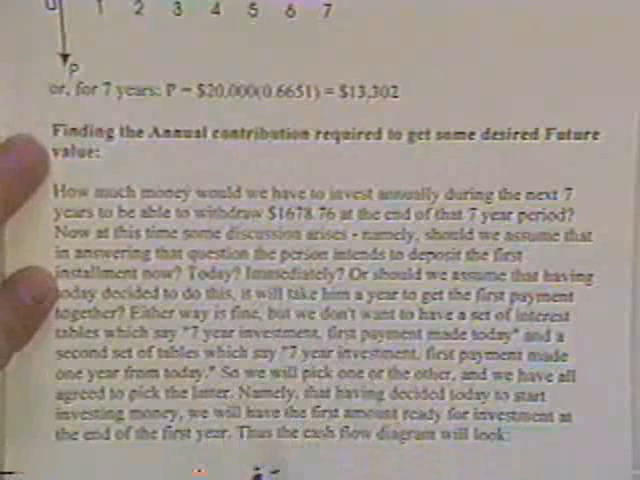 0 1 2 3 4 5 6 7
P
or, for 7 years: P = $20,000(0.6651) = $13,302
Finding the Annual contribution required to get some desired Future
value:
How much money would we have to invest annually during the next 7
years to be able to withdraw $1678.76 at the end of that 7 year period?
Now at this time some discussion arises - namely, should we assume that
in answering that question the person intends to deposit the first
installment now? Today? Immediately? Or should we assume that having
today decided to do this, it will take him a year to get the first payment
together? Either way is fine, but we don't want to have a set of interest
tables which say "7 year investment, first payment made today" and a
second set of tables which say "7 year investment, first payment made
one year from today." So we will pick one or the other, and we have all
agreed to pick the latter. Namely, that having decided today to start
investing money, we will have the first amount ready for investment at
the end of the first year. Thus the cash flow diagram will look: